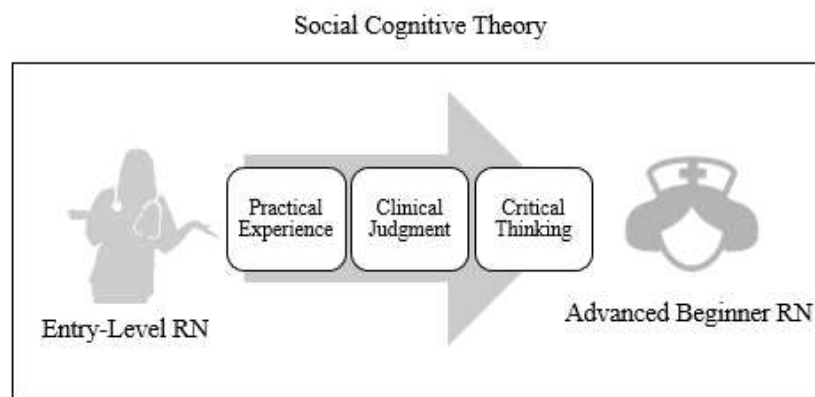 Social Cognitive Theory
Practical
Experience
Clinical
Judgment
Critical
Thinking
Entry-Level RN
Advanced Beginner RN